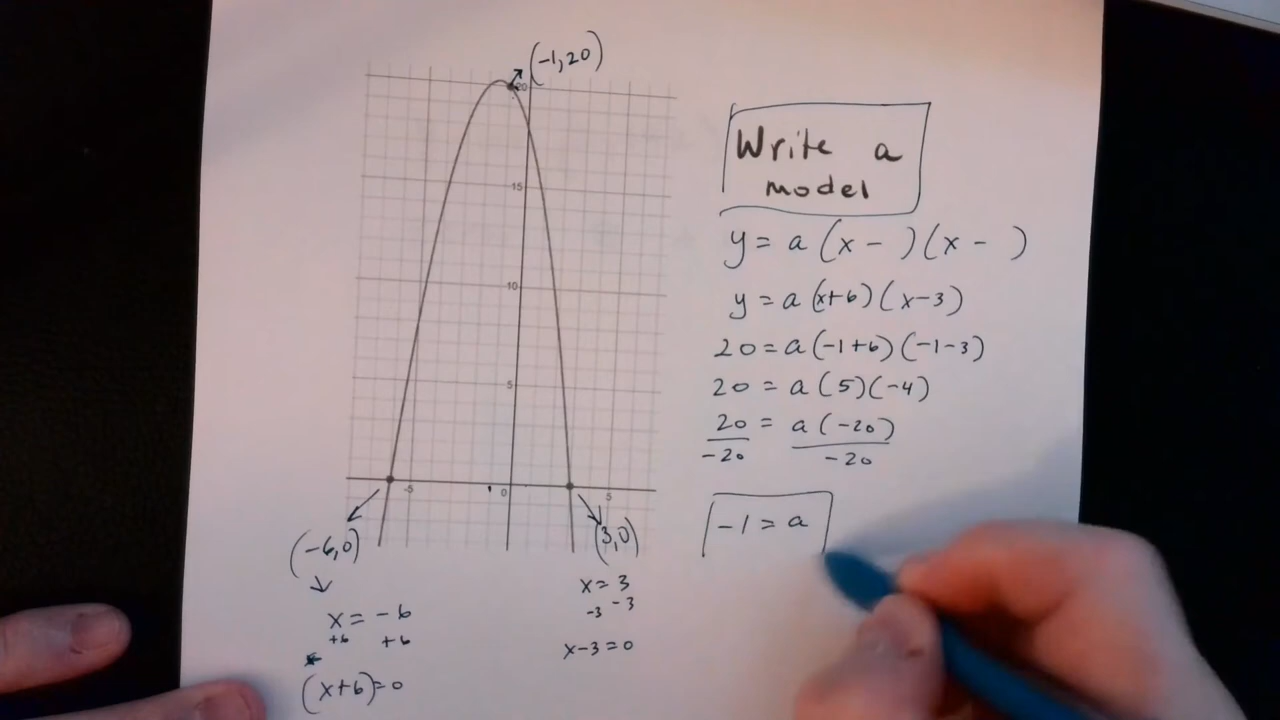 (-1,20)
20
15
10
5
-5
0
5
(-6,0)
(3,0)
x = -6
+6 +6
(x+6)=0
x = 3
-3 -3
x-3=0
Write a
model
y = a (x - )(x - )
y = a (x+6)(x-3)
20 = a(-1+6)(-1-3)
20 = a(5)(-4)
20 = a(-20)
-20 -20
-1 = a